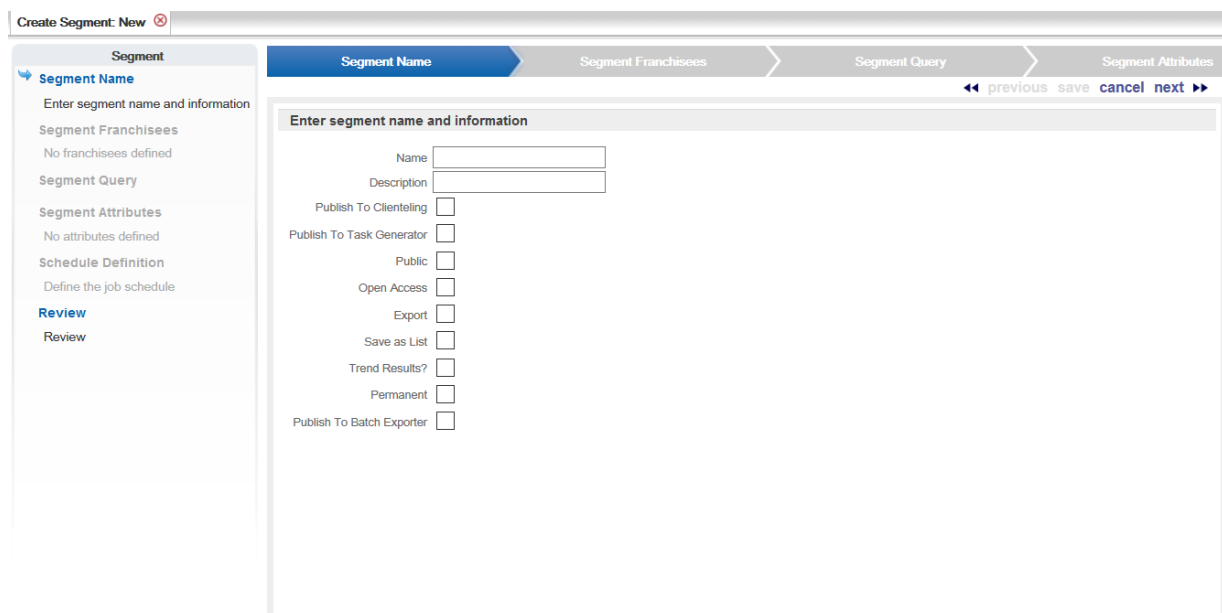 Create Segment: New
Segment
Segment Name
Enter segment name and information
Segment Franchisees
No franchisees defined
Segment Query
Segment Attributes
No attributes defined
Schedule Definition
Define the job schedule
Review
Review
Segment Name Segment Franchisees Segment Query Segment Attributes
previous save cancel next
Enter segment name and information
Name
Description
Publish To Clienteling
Publish To Task Generator
Public
Open Access
Export
Save as List
Trend Results?
Permanent
Publish To Batch Exporter